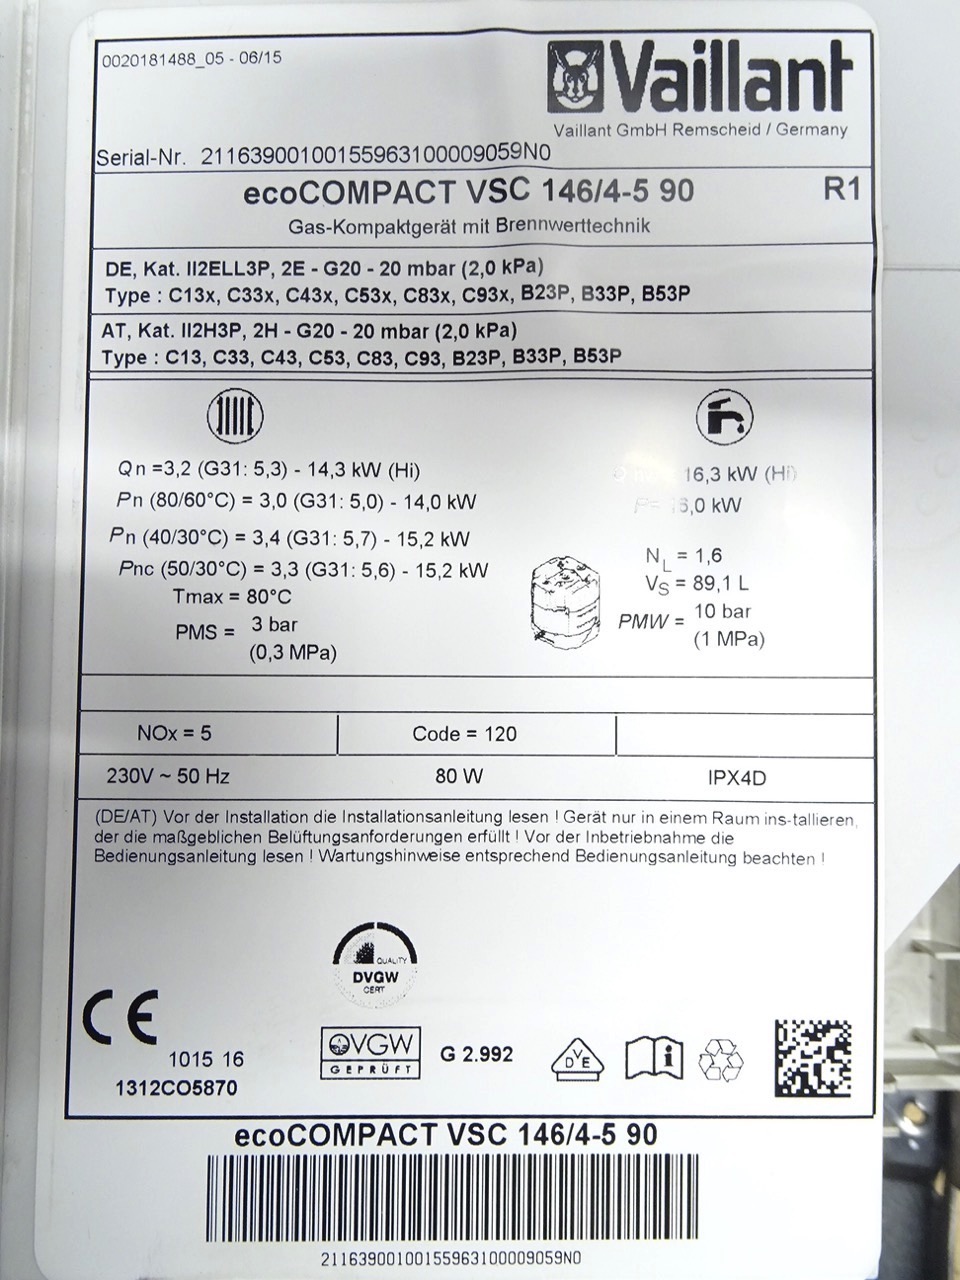 0020181488_05 - 06/15
Vaillant
Vaillant GmbH Remscheid / Germany
Serial-Nr. 21163900100155963100009059N0
ecoCOMPACT VSC 146/4-5 90 R1
Gas-Kompaktgerät mit Brennwerttechnik
DE, Kat. II2ELL3P, 2E - G20 - 20 mbar (2,0 kPa)
Type : C13x, C33x, C43x, C53x, C83x, C93x, B23P, B33P, B53P
AT, Kat. II2H3P, 2H - G20 - 20 mbar (2,0 kPa)
Type : C13, C33, C43, C53, C83, C93, B23P, B33P, B53P
Qn =3,2 (G31: 5,3) - 14,3 kW (Hi)
Pn (80/60°C) = 3,0 (G31: 5,0) - 14,0 kW
Pn (40/30°C) = 3,4 (G31: 5,7) - 15,2 kW
Pnc (50/30°C) = 3,3 (G31: 5,6) - 15,2 kW
Tmax = 80°C
PMS = 3 bar
(0,3 MPa)
16,3 kW (Hi)
kW
NL = 1,6
VS = 89,1 L
PMW = 10 bar
(1 MPa)
NOx = 5 Code = 120
230V ~ 50 Hz 80 W IPX4D
(DE/AT) Vor der Installation die Installationsanleitung lesen ! Gerät nur in einem Raum ins-tallieren,
der die maßgeblichen Belüftungsanforderungen erfüllt ! Vor der Inbetriebnahme die
Bedienungsanleitung lesen ! Wartungshinweise entsprechend Bedienungsanleitung beachten !
QUALITY
DVGW
CERT
CE
1015 16
1312CO5870
ÖVGW
GEPRÜFT
G 2.992
DVE
i
ecoCOMPACT VSC 146/4-5 90
21163900100155963100009059N0